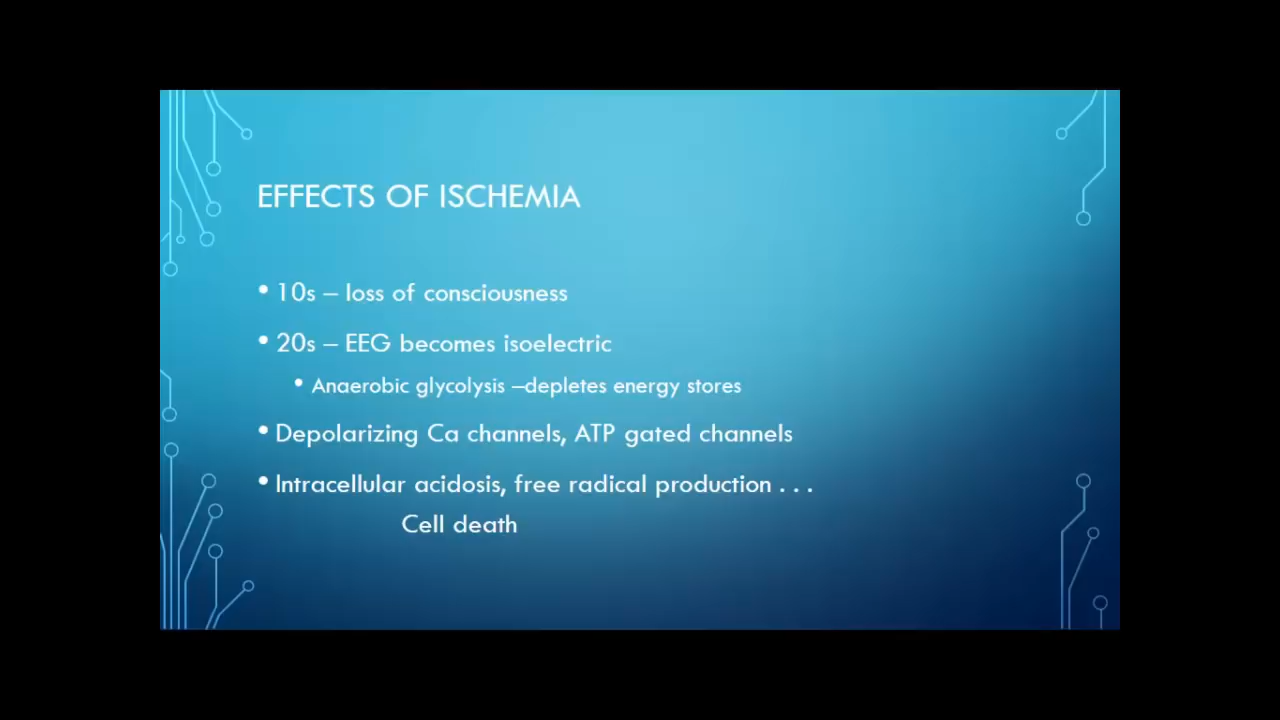 EFFECTS OF ISCHEMIA
• 10s – loss of consciousness
• 20s – EEG becomes isoelectric
• Anaerobic glycolysis –depletes energy stores
• Depolarizing Ca channels, ATP gated channels
• Intracellular acidosis, free radical production . . .
Cell death